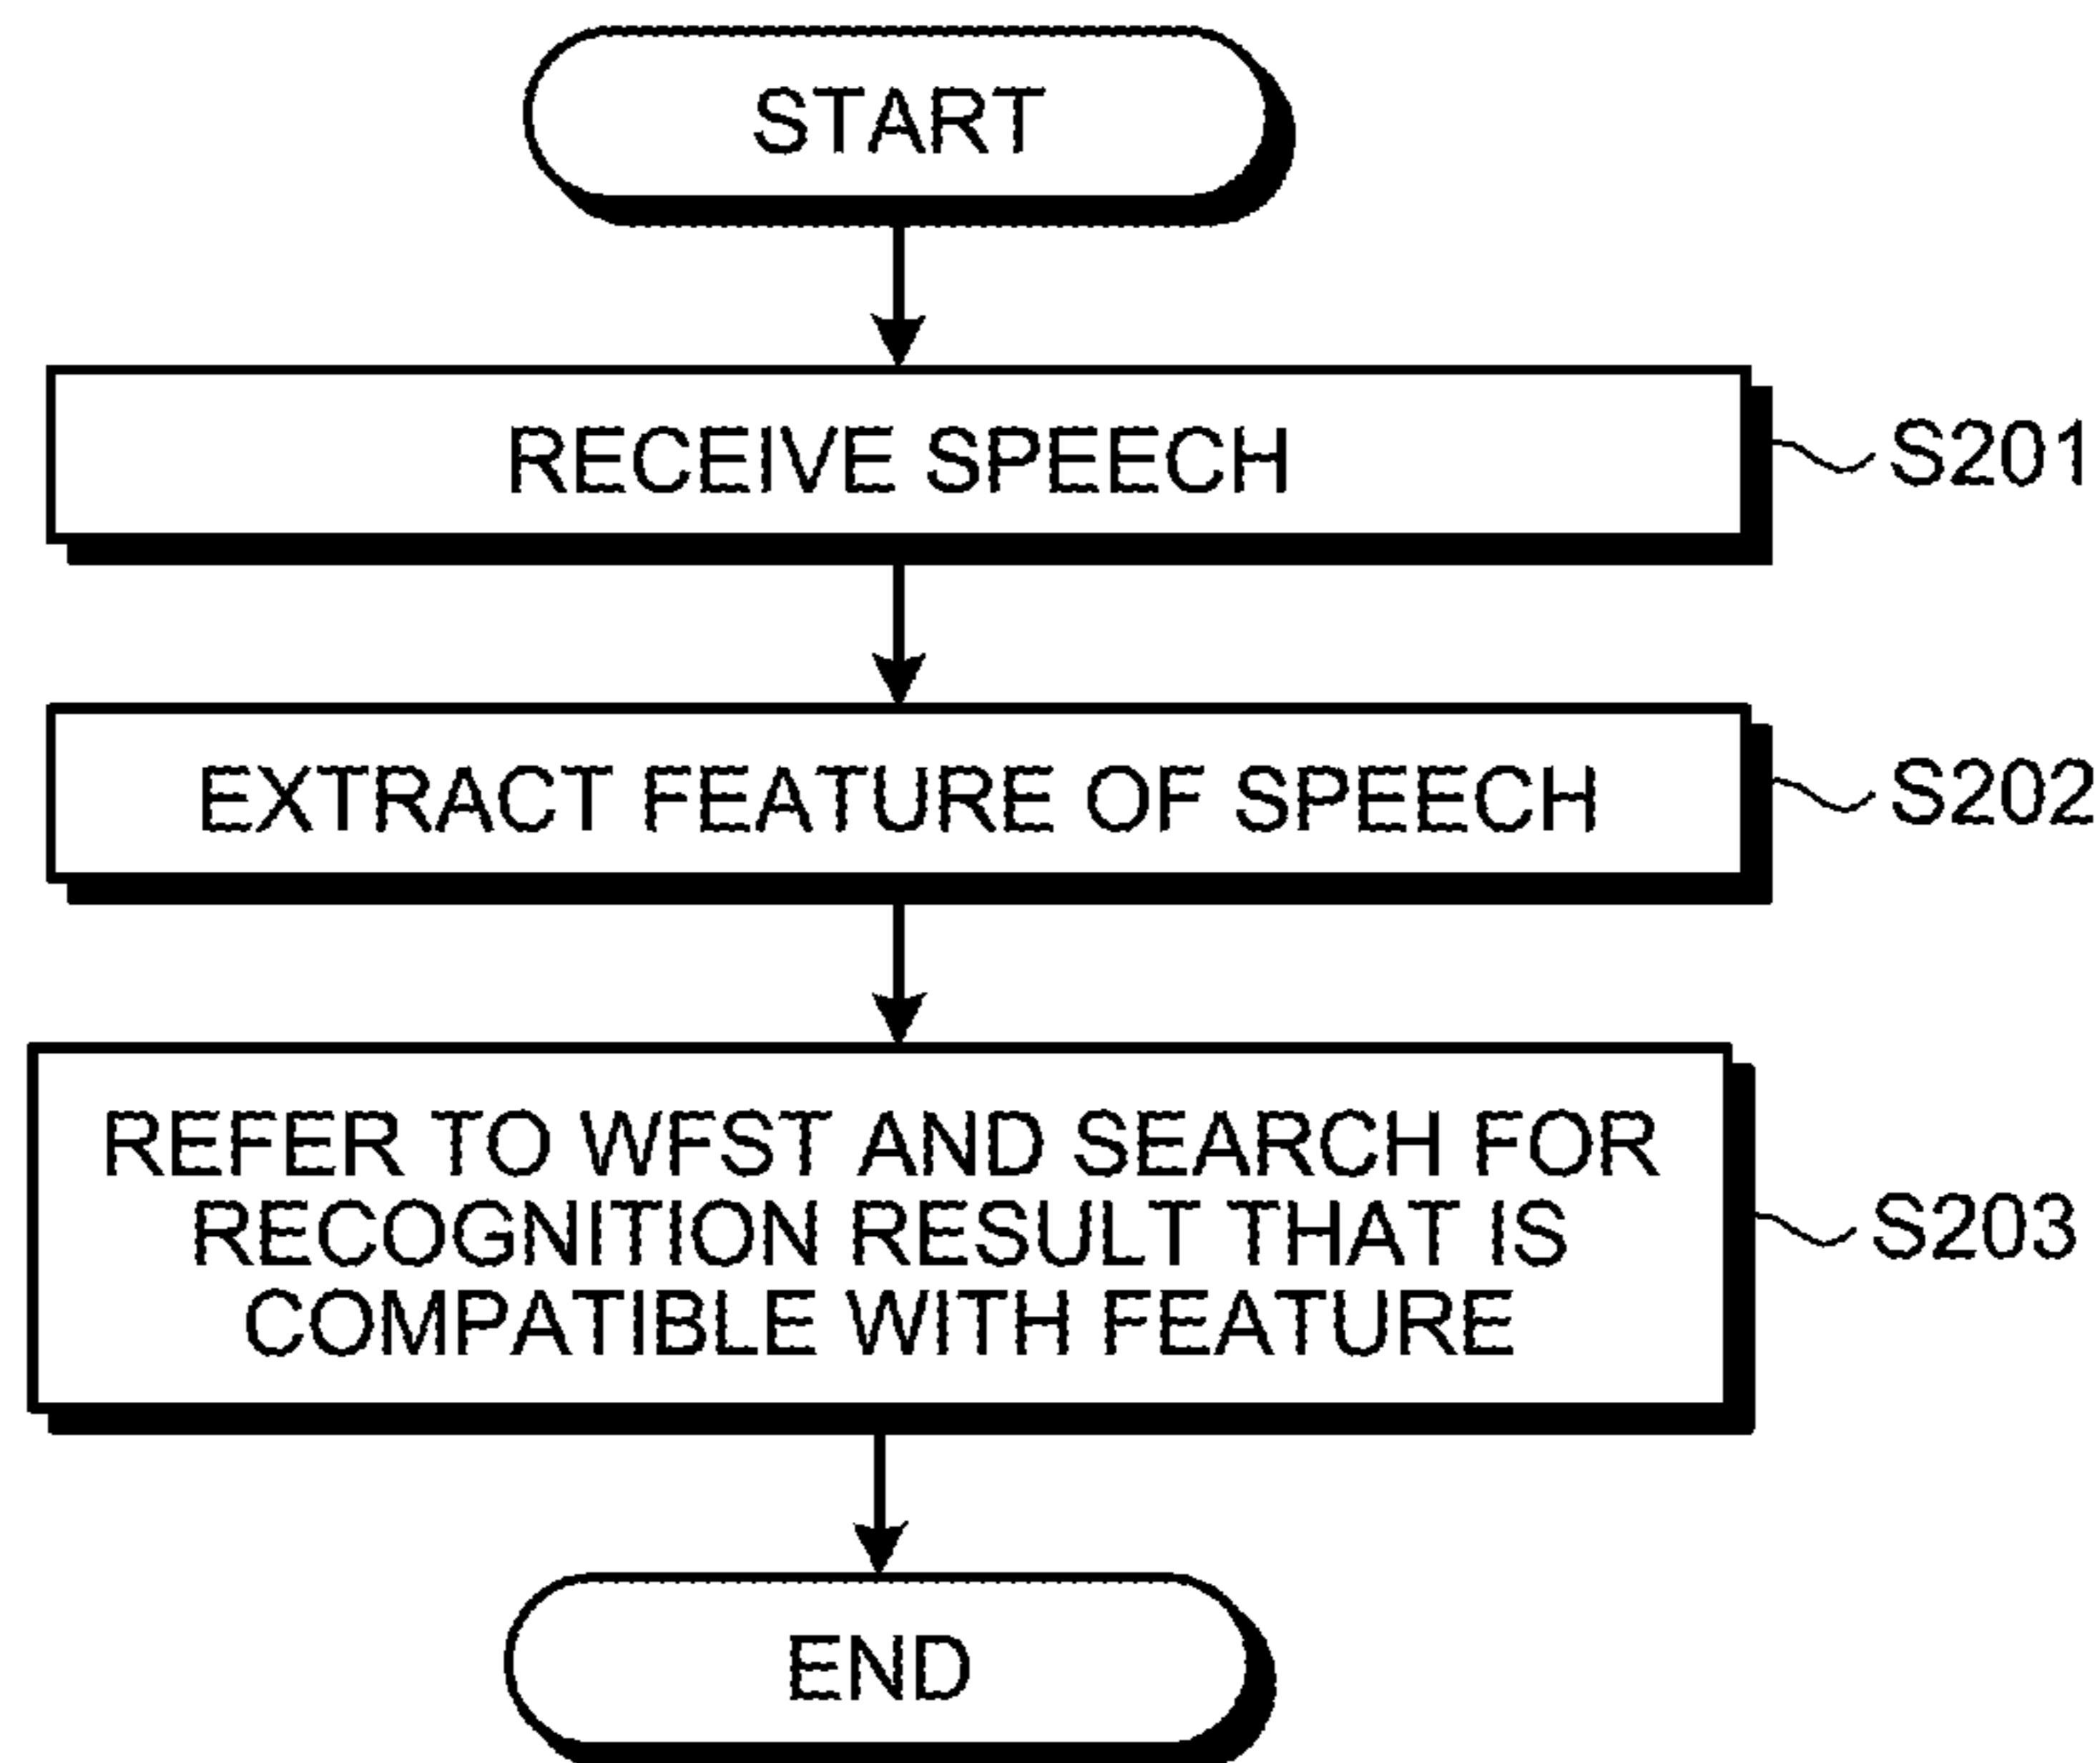 START
RECEIVE SPEECH
S201
EXTRACT FEATURE OF SPEECH
S202
REFER TO WFST AND SEARCH FOR
RECOGNITION RESULT THAT IS
COMPATIBLE WITH FEATURE
S203
END